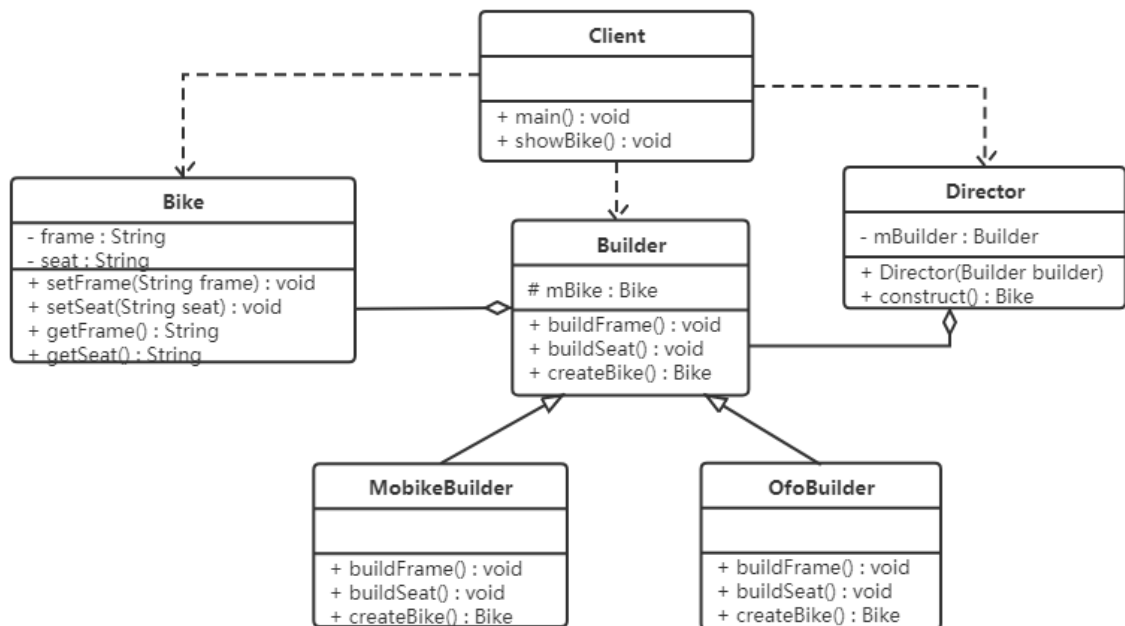 Client
+ main() : void
+ showBike() : void
Bike
- frame : String
- seat : String
+ setFrame(String frame) : void
+ setSeat(String seat) : void
+ getFrame() : String
+ getSeat() : String
Builder
# mBike : Bike
+ buildFrame() : void
+ buildSeat() : void
+ createBike() : Bike
Director
- mBuilder : Builder
+ Director(Builder builder)
+ construct() : Bike
MobikeBuilder
+ buildFrame() : void
+ buildSeat() : void
+ createBike() : Bike
OfoBuilder
+ buildFrame() : void
+ buildSeat() : void
+ createBike() : Bike